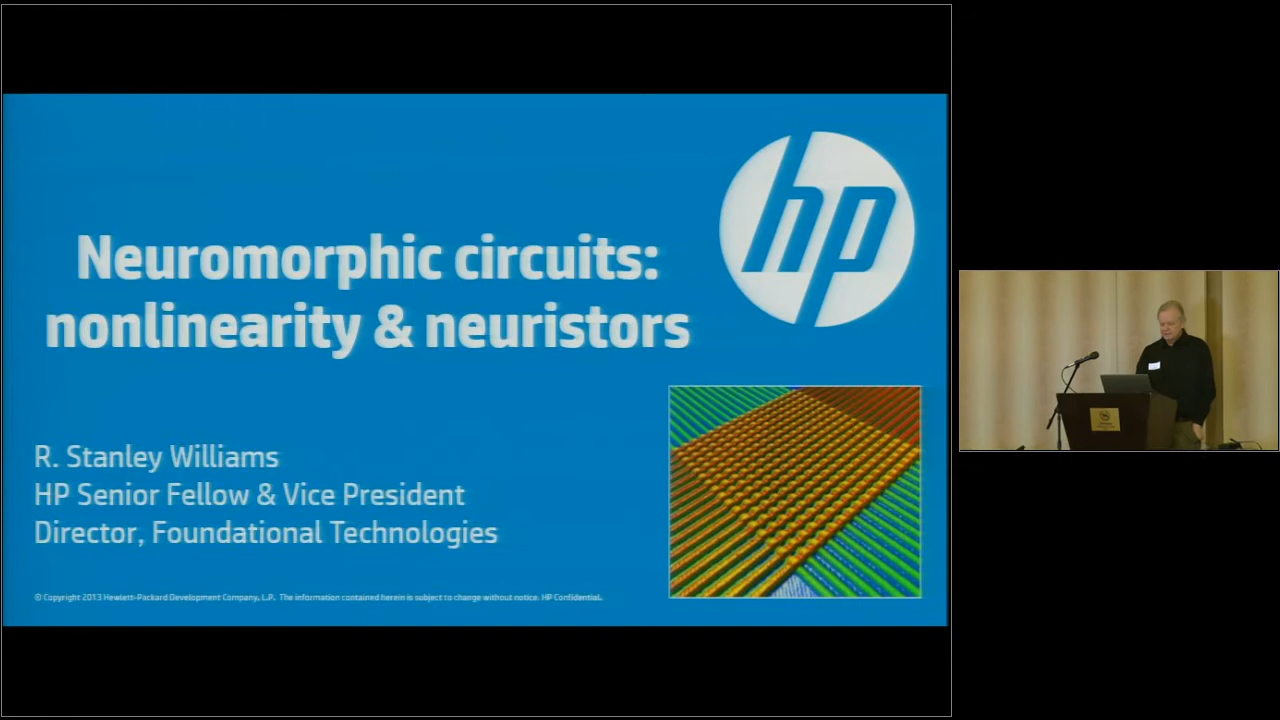 hp
Neuromorphic circuits:
nonlinearity & neuristors
R. Stanley Williams
HP Senior Fellow & Vice President
Director, Foundational Technologies
© Copyright 2013 Hewlett-Packard Development Company, L.P. The information contained herein is subject to change without notice. HP Confidential.